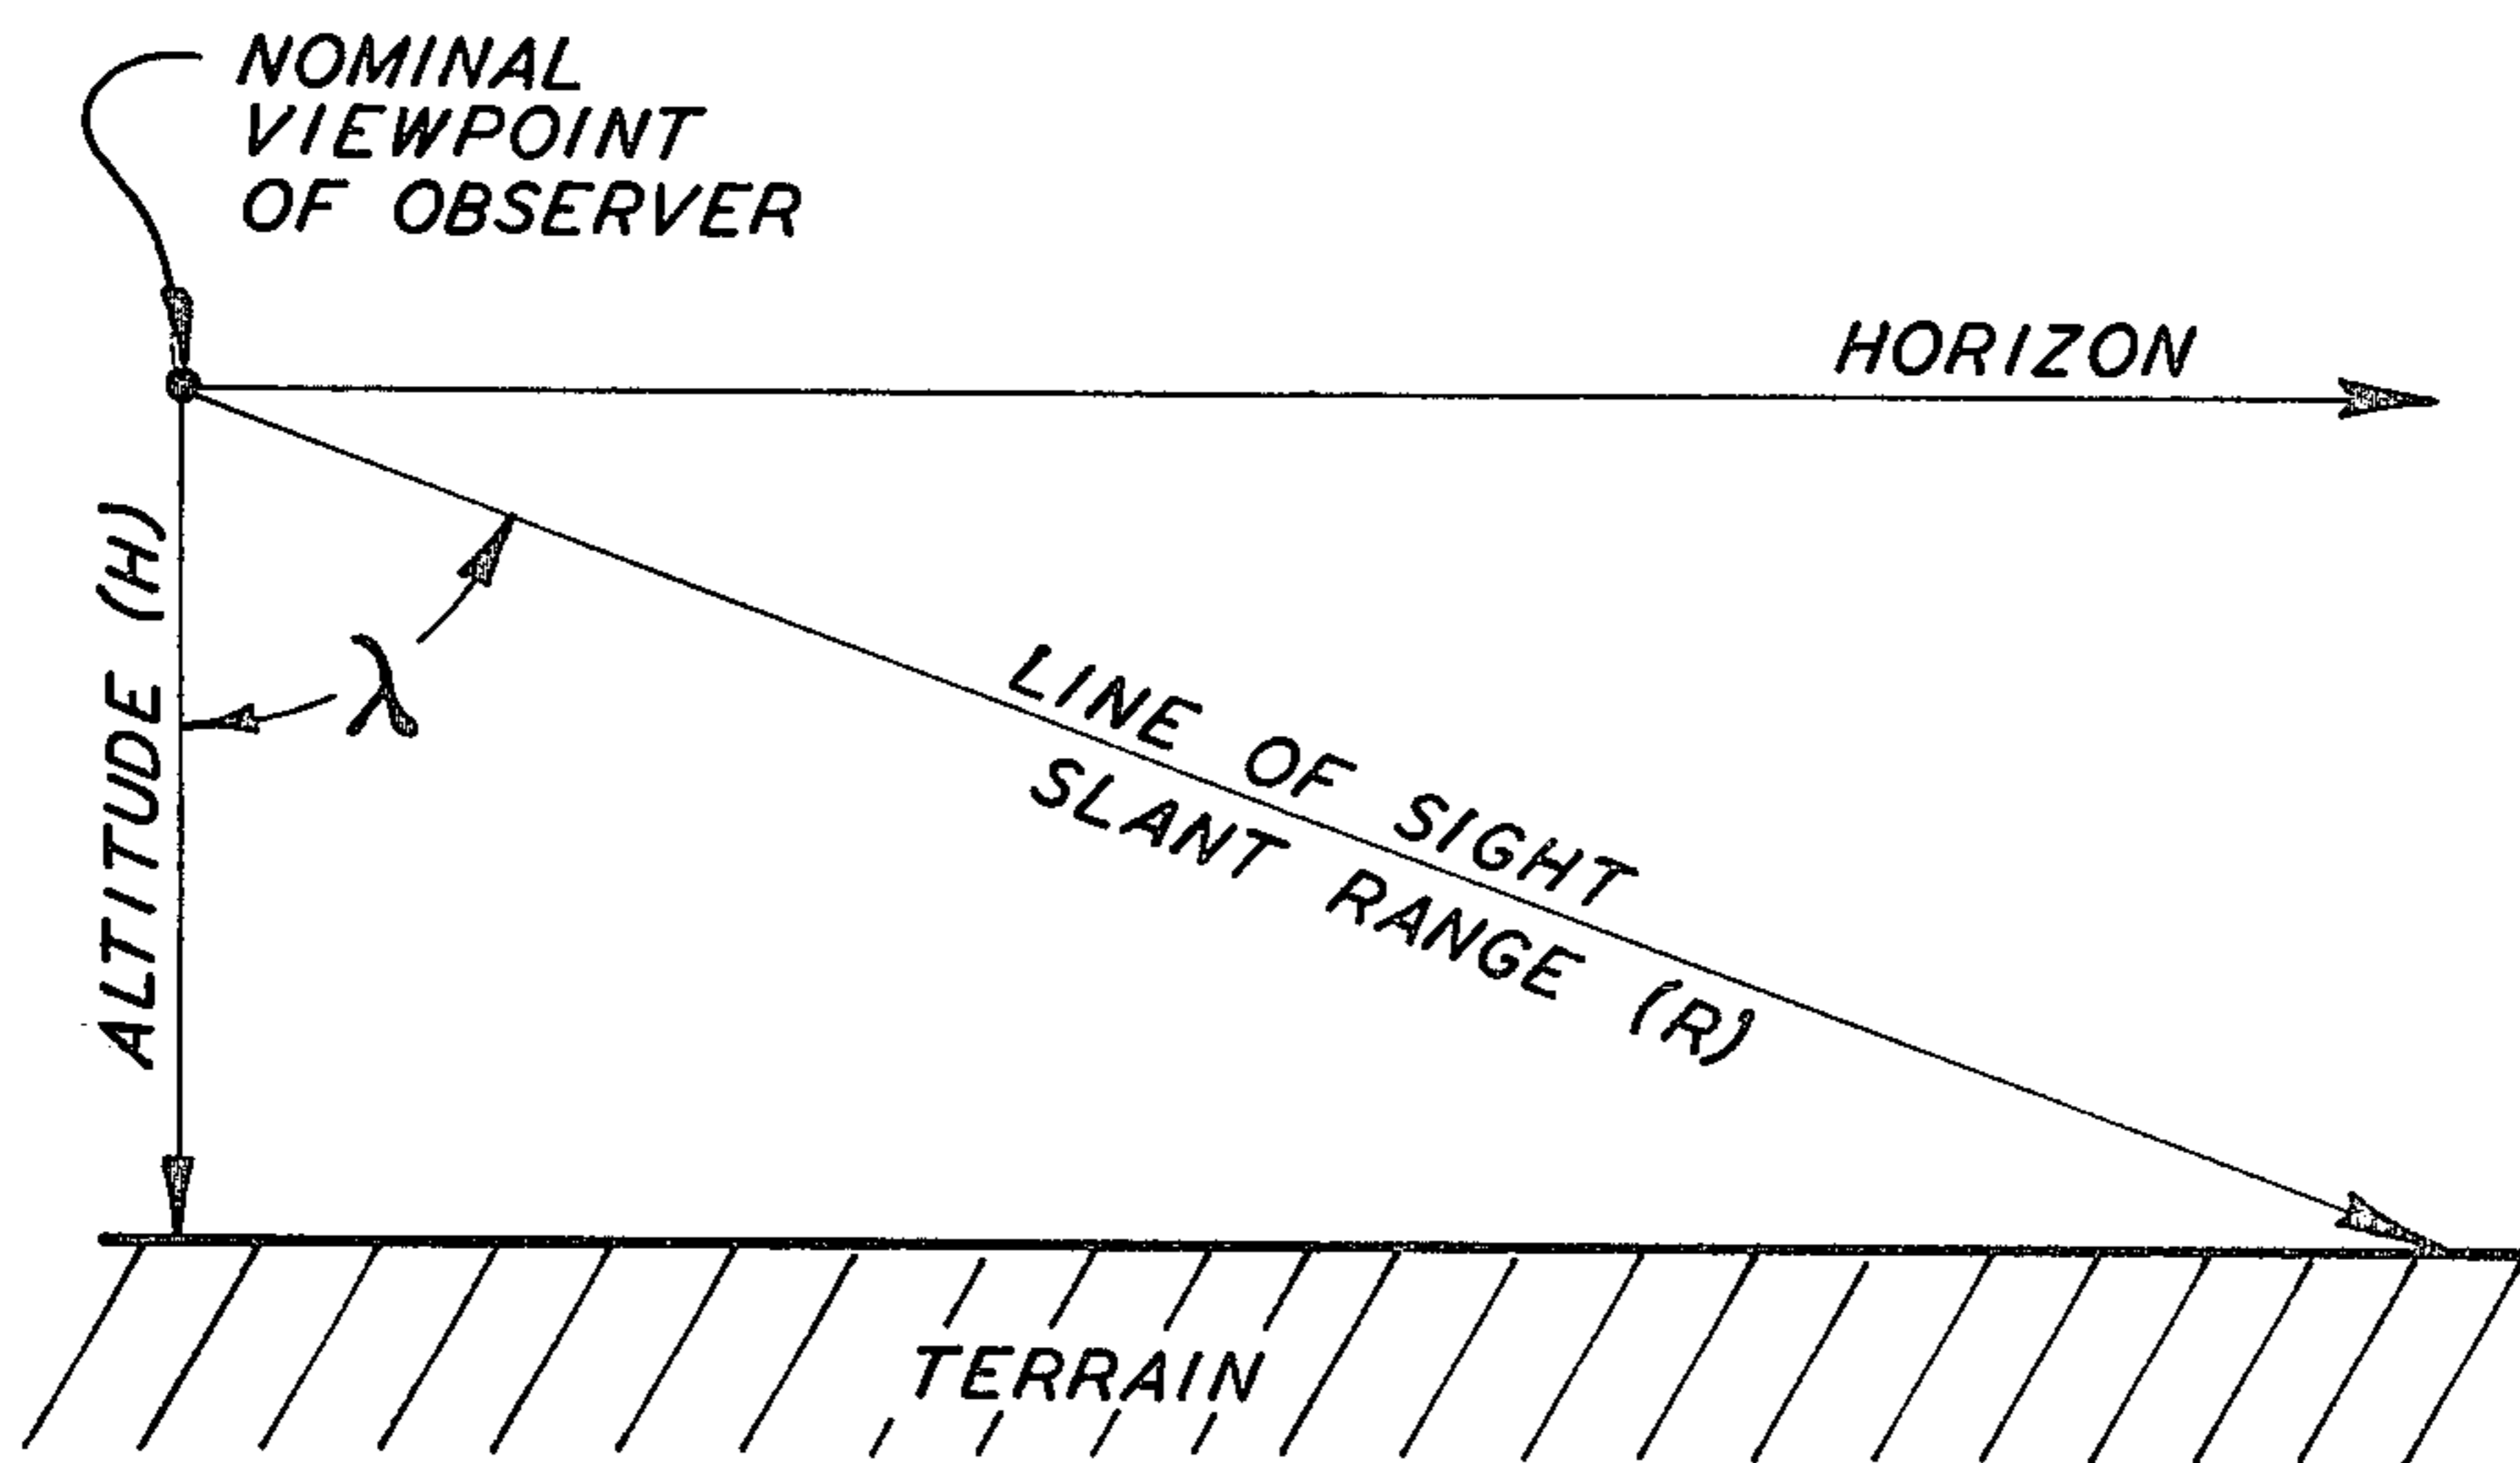 NOMINAL
VIEWPOINT
OF OBSERVER
HORIZON
ALTITUDE (H)
λ
LINE OF SIGHT
SLANT RANGE (R)
TERRAIN